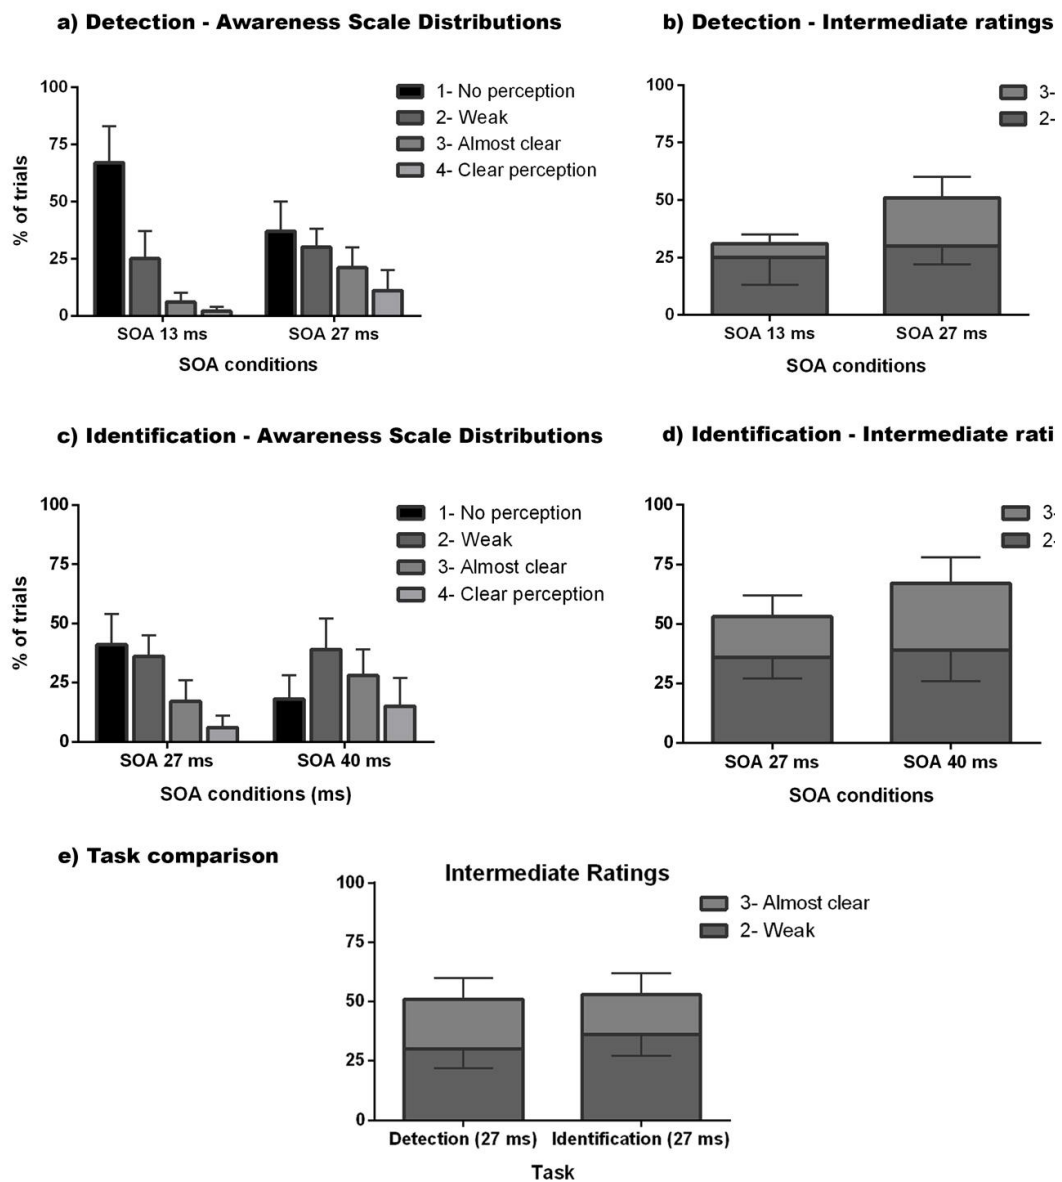 a) Detection - Awareness Scale Distributions
100
75
50
25
0
% of trials
1- No perception
2- Weak
3- Almost clear
4- Clear perception
SOA 13 ms
SOA 27 ms
SOA conditions
b) Detection - Intermediate ratings
100
75
50
25
0
3-
2-
SOA 13 ms
SOA 27 ms
SOA conditions
c) Identification - Awareness Scale Distributions
100
75
50
25
0
% of trials
1- No perception
2- Weak
3- Almost clear
4- Clear perception
SOA 27 ms
SOA 40 ms
SOA conditions (ms)
d) Identification - Intermediate rati
100
75
50
25
0
3-
2-
SOA 27 ms
SOA 40 ms
SOA conditions
e) Task comparison
Intermediate Ratings
100
75
50
25
0
% of trials
3- Almost clear
2- Weak
Detection (27 ms)
Identification (27 ms)
Task